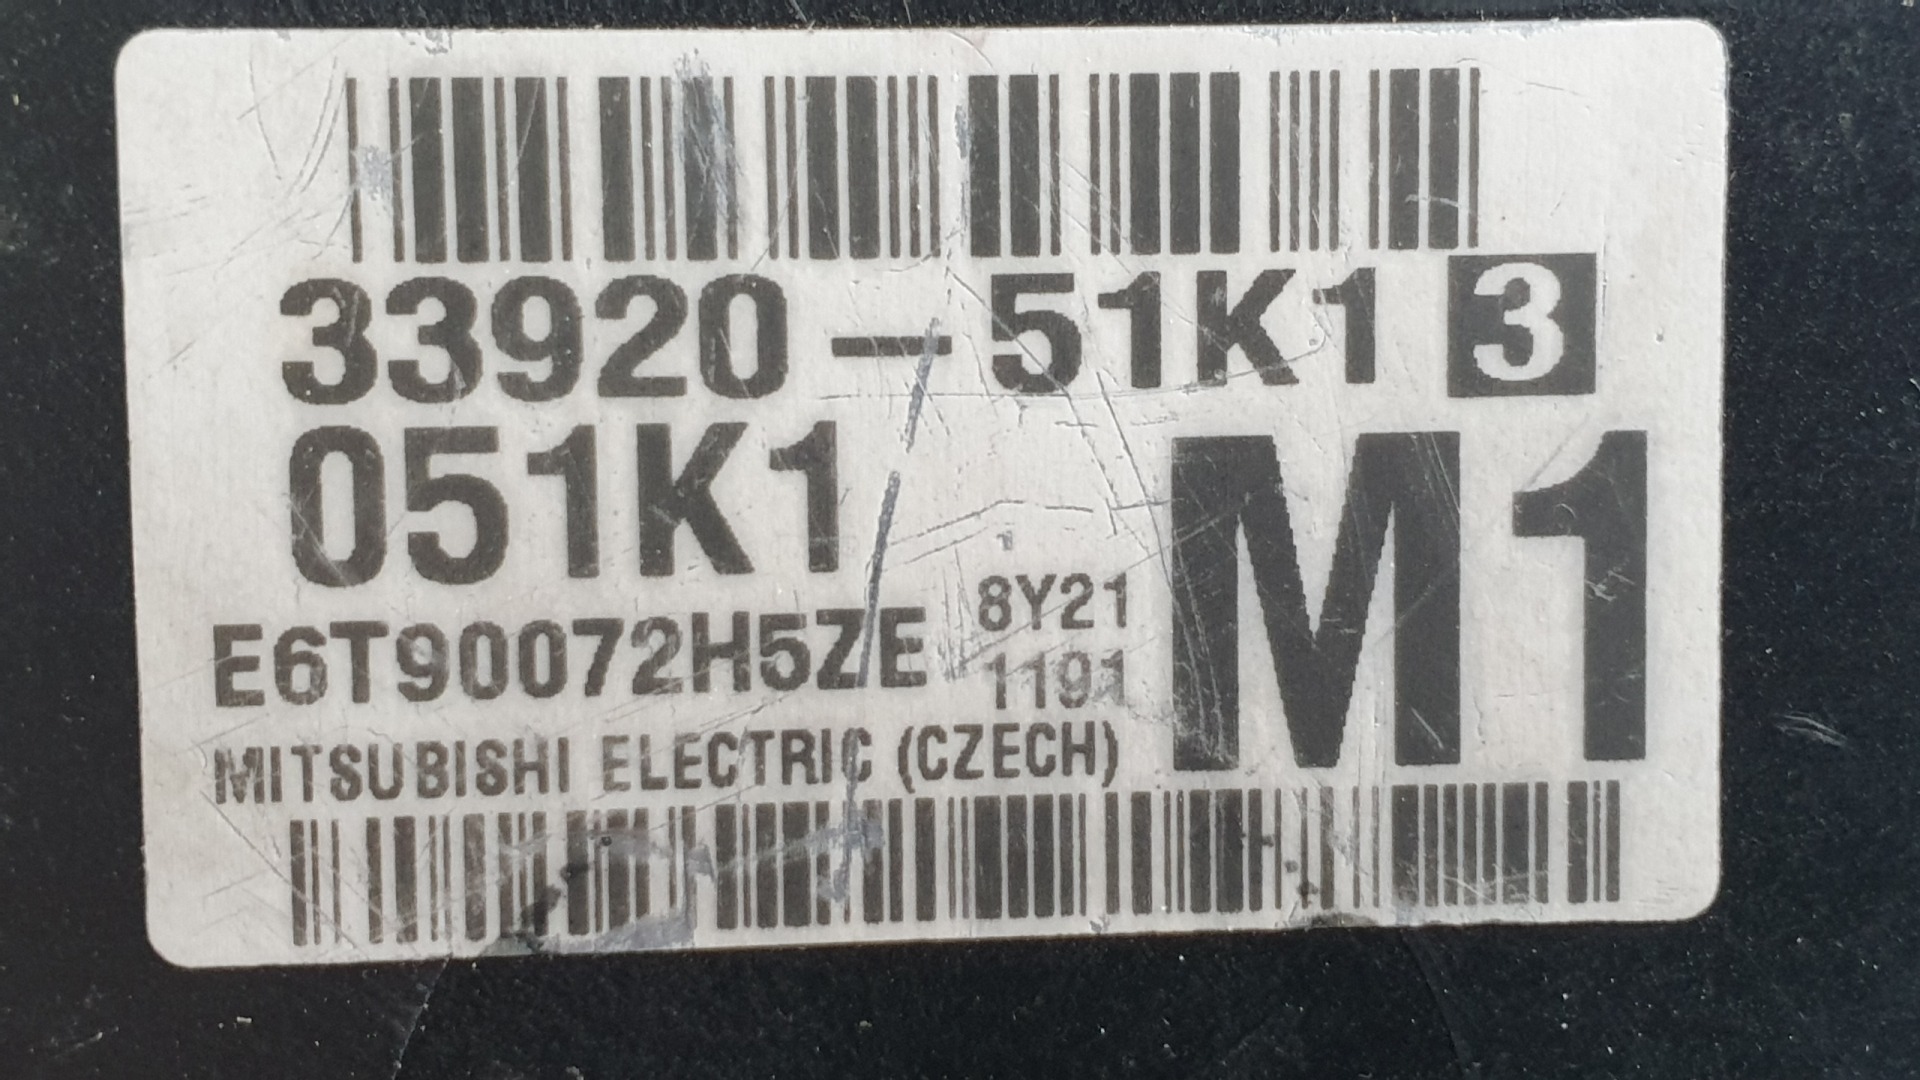 33920-51K1 3
051K1
M1
E6T90072H5ZE
8Y21
1191
MITSUBISHI ELECTRIC (CZECH)